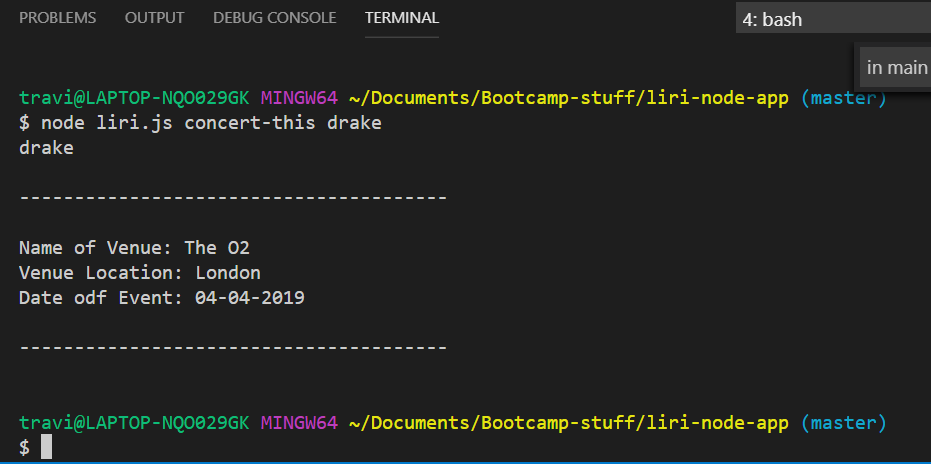 PROBLEMS OUTPUT DEBUG CONSOLE TERMINAL 4: bash
in main
travi@LAPTOP-NQO029GK MINGW64 ~/Documents/Bootcamp-stuff/liri-node-app (master)
$ node liri.js concert-this drake
drake
---------------------------------------
Name of Venue: The O2
Venue Location: London
Date odf Event: 04-04-2019
---------------------------------------
travi@LAPTOP-NQO029GK MINGW64 ~/Documents/Bootcamp-stuff/liri-node-app (master)
$